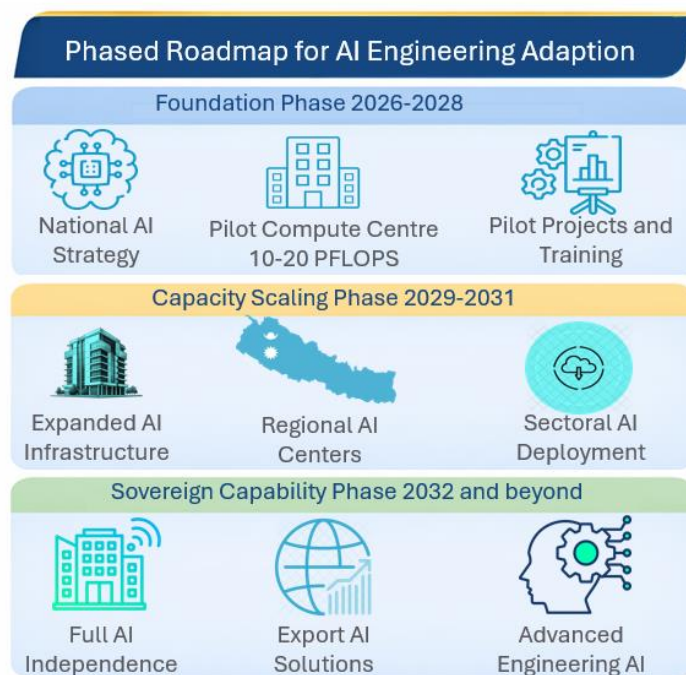 Phased Roadmap for AI Engineering Adaption
Foundation Phase 2026-2028
National AI
Strategy
Pilot Compute Centre
10-20 PFLOPS
Pilot Projects and
Training
Capacity Scaling Phase 2029-2031
Expanded AI
Infrastructure
Regional AI
Centers
Sectoral AI
Deployment
Sovereign Capability Phase 2032 and beyond
Full AI
Independence
Export AI
Solutions
Advanced
Engineering AI